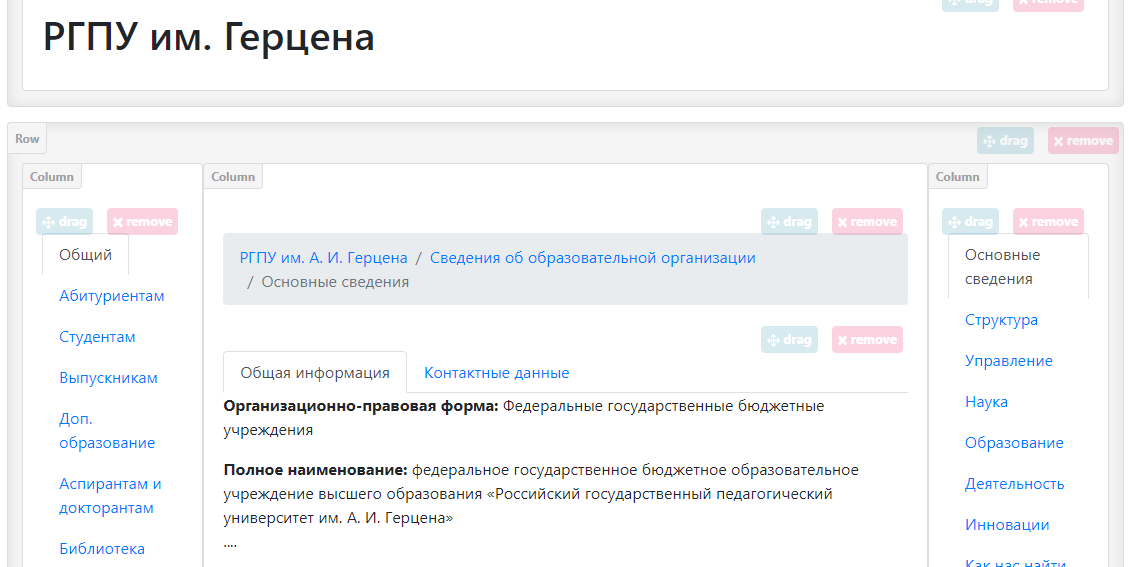 drag remove
РГПУ им. Герцена
Row
drag remove
Column
drag remove
Общий
Абитуриентам
Студентам
Выпускникам
Доп.
образование
Аспирантам и
докторантам
Библиотека
Column
drag remove
РГПУ им. А. И. Герцена / Сведения об образовательной организации
/ Основные сведения
drag remove
Общая информация Контактные данные
Организационно-правовая форма: Федеральные государственные бюджетные
учреждения
Полное наименование: федеральное государственное бюджетное образовательное
учреждение высшего образования «Российский государственный педагогический
университет им. А. И. Герцена»
....
Column
drag remove
Основные
сведения
Структура
Управление
Наука
Образование
Деятельность
Инновации
Как нас найти